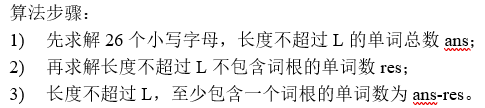 算法步骤：
1) 先求解 26 个小写字母，长度不超过 L 的单词总数 ans；
2) 再求解长度不超过 L 不包含词根的单词数 res；
3) 长度不超过 L，至少包含一个词根的单词数为 ans-res。